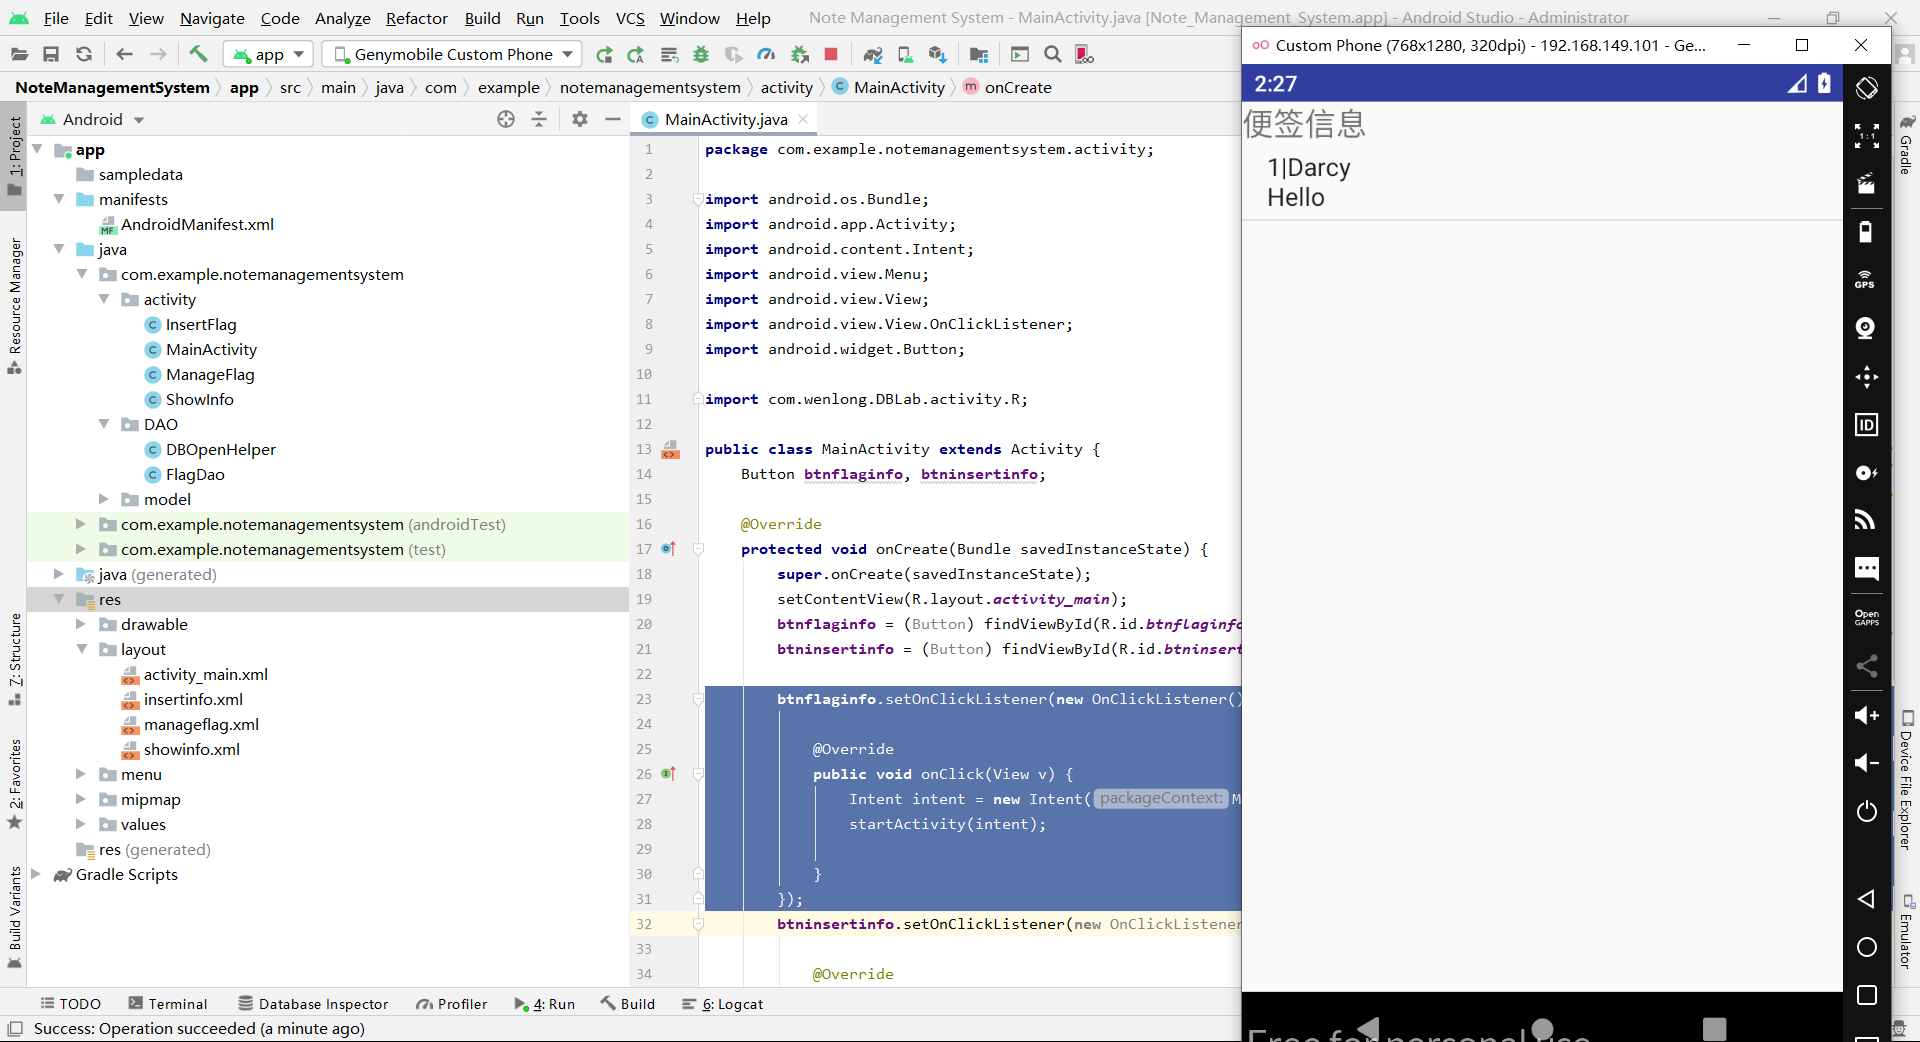 File Edit View Navigate Code Analyze Refactor Build Run Tools VCS Window Help Note Management System - MainActivity.java [Note_Management_System.app] - Android Studio - Administrator
app Genymobile Custom Phone
NoteManagementSystem app src main java com example notemanagementsystem activity MainActivity onCreate
Android
MainActivity.java
1: Project
Resource Manager
7: Structure
2: Favorites
Build Variants
app
sampledata
manifests
AndroidManifest.xml
java
com.example.notemanagementsystem
activity
InsertFlag
MainActivity
ManageFlag
ShowInfo
DAO
DBOpenHelper
FlagDao
model
com.example.notemanagementsystem (androidTest)
com.example.notemanagementsystem (test)
java (generated)
res
drawable
layout
activity_main.xml
insertinfo.xml
manageflag.xml
showinfo.xml
menu
mipmap
values
res (generated)
Gradle Scripts
1 package com.example.notemanagementsystem.activity;
2
3 import android.os.Bundle;
4 import android.app.Activity;
5 import android.content.Intent;
6 import android.view.Menu;
7 import android.view.View;
8 import android.view.View.OnClickListener;
9 import android.widget.Button;
10
11 import com.wenlong.DBLab.activity.R;
12
13 public class MainActivity extends Activity {
14 Button btnflaginfo, btninsertinfo;
15
16 @Override
17 protected void onCreate(Bundle savedInstanceState) {
18 super.onCreate(savedInstanceState);
19 setContentView(R.layout.activity_main);
20 btnflaginfo = (Button) findViewById(R.id.btnflaginfo
21 btninsertinfo = (Button) findViewById(R.id.btninsert
22
23 btnflaginfo.setOnClickListener(new OnClickListener()
24
25 @Override
26 public void onClick(View v) {
27 Intent intent = new Intent( packageContext: M
28 startActivity(intent);
29
30 }
31 });
32 btninsertinfo.setOnClickListener(new OnClickListener
33
34 @Override
Custom Phone (768x1280, 320dpi) - 192.168.149.101 - Ge...
2:27
便签信息
1|Darcy
Hello
Free for personal use
1:1
GPS
ID
Open
GAPPS
Gradle
Device File Explorer
Emulator
TODO Terminal Database Inspector Profiler 4: Run Build 6: Logcat
Success: Operation succeeded (a minute ago)